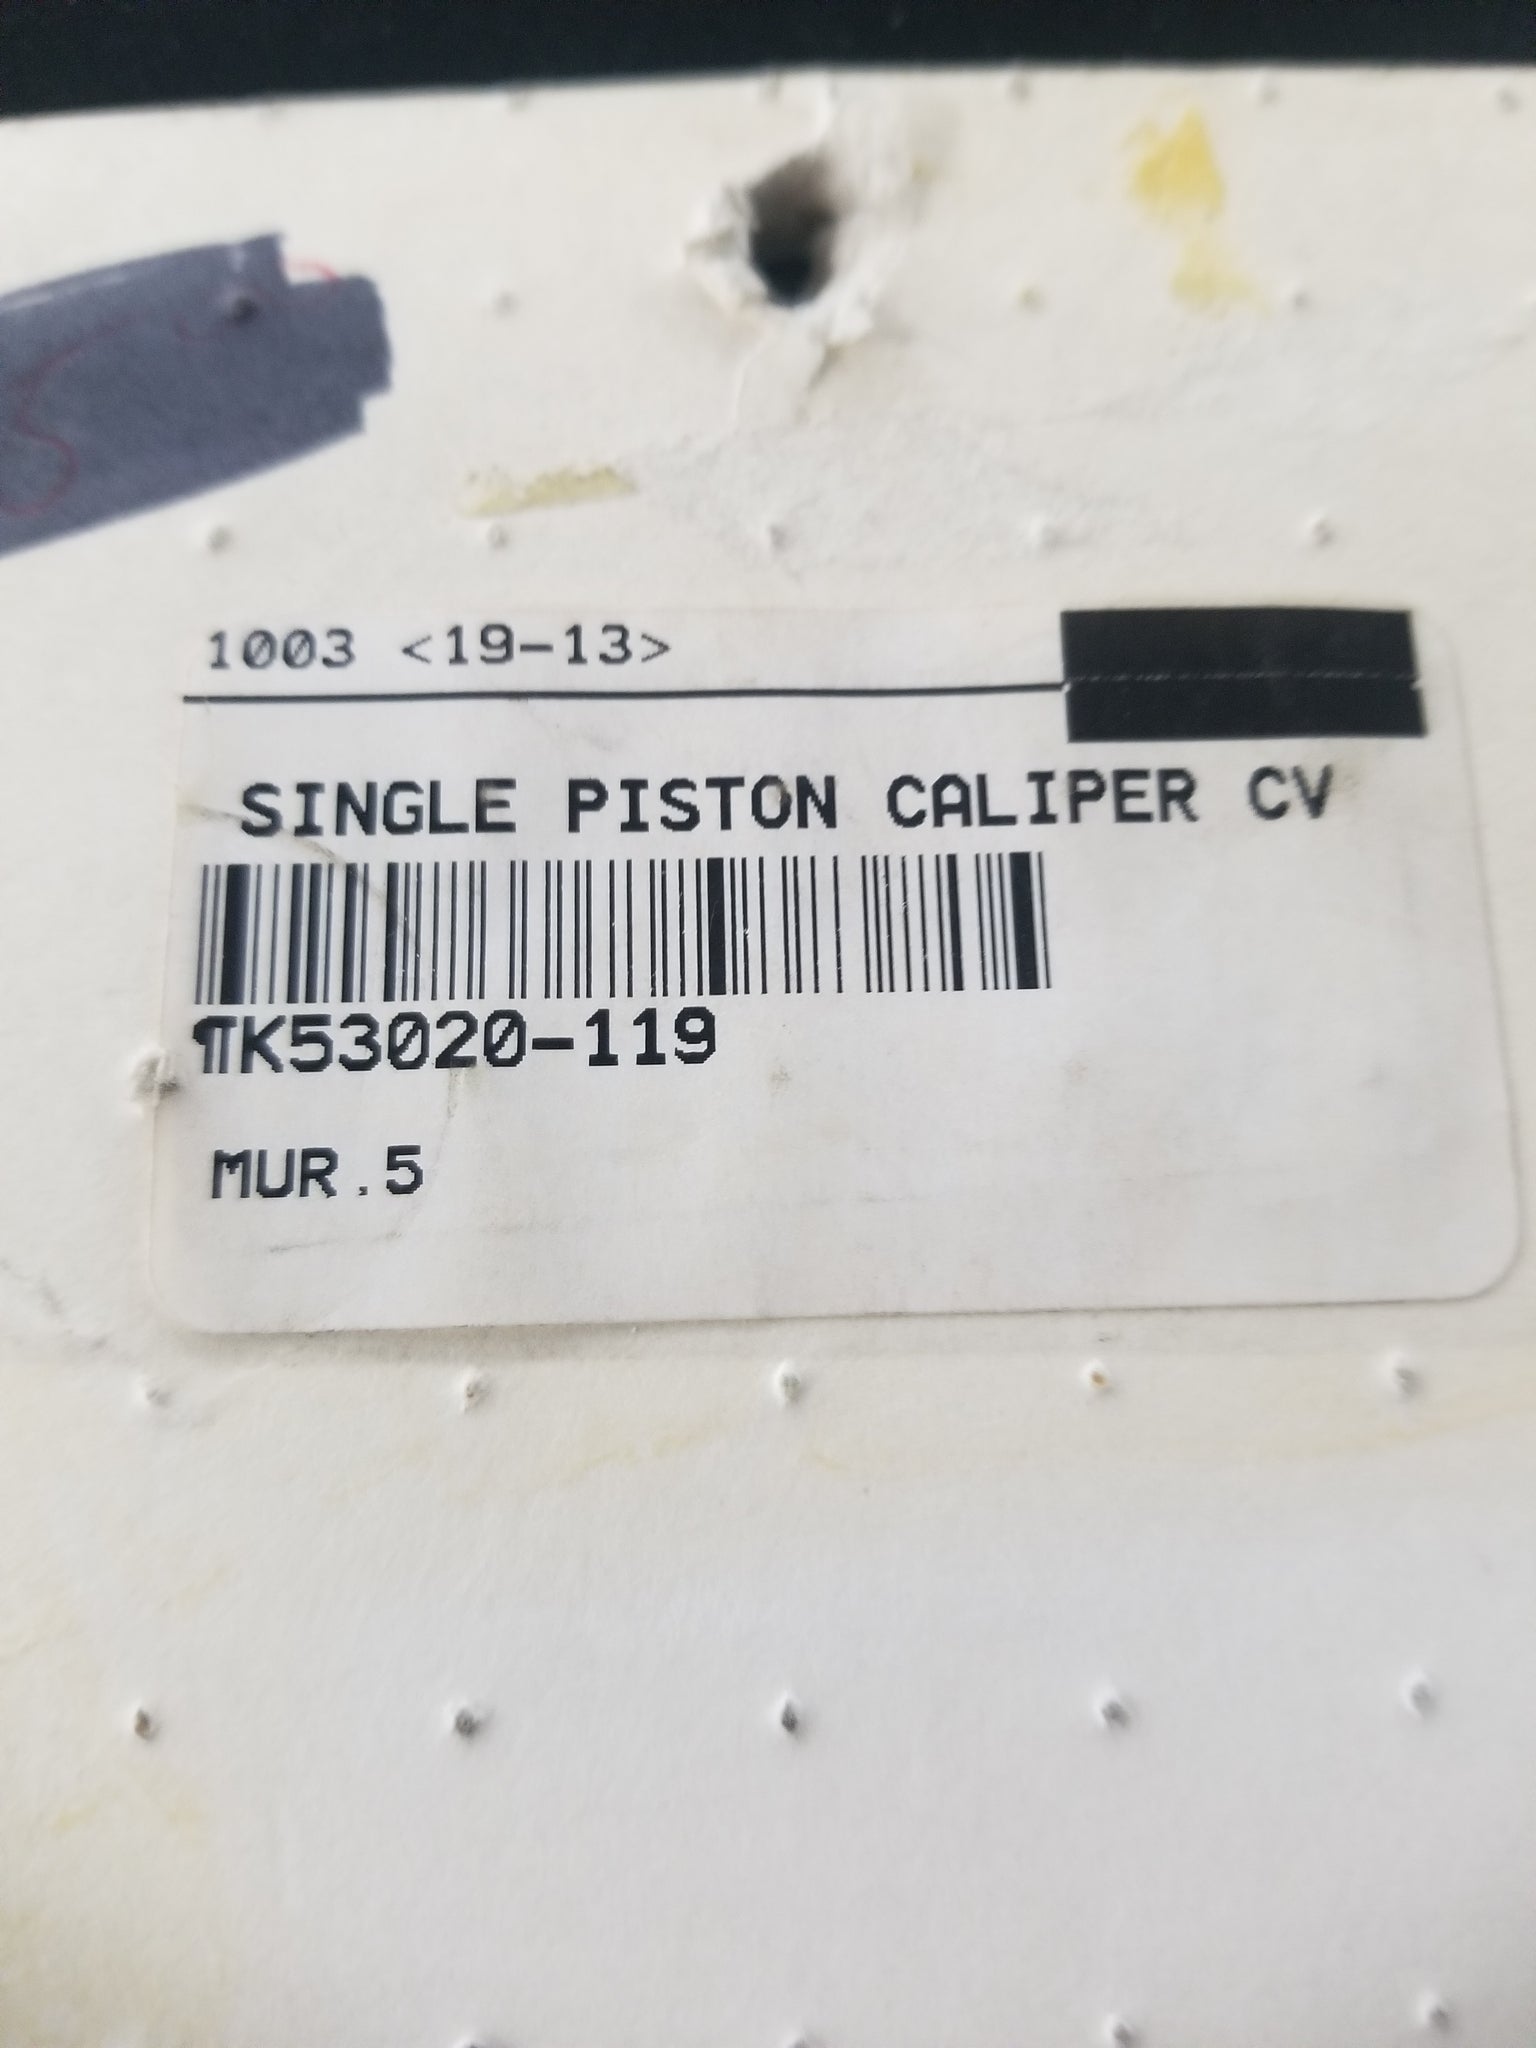 1003 <19-13>
SINGLE PISTON CALIPER CV
¶K53020-119
MUR.5